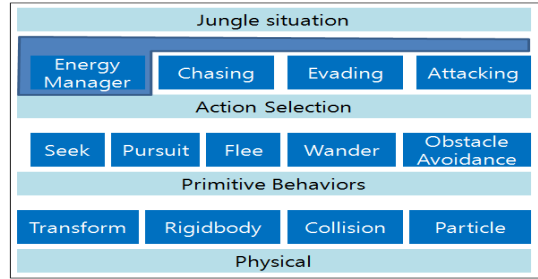 Jungle situation
Energy
Manager
Chasing
Evading
Attacking
Action Selection
Seek
Pursuit
Flee
Wander
Obstacle
Avoidance
Primitive Behaviors
Transform
Rigidbody
Collision
Particle
Physical